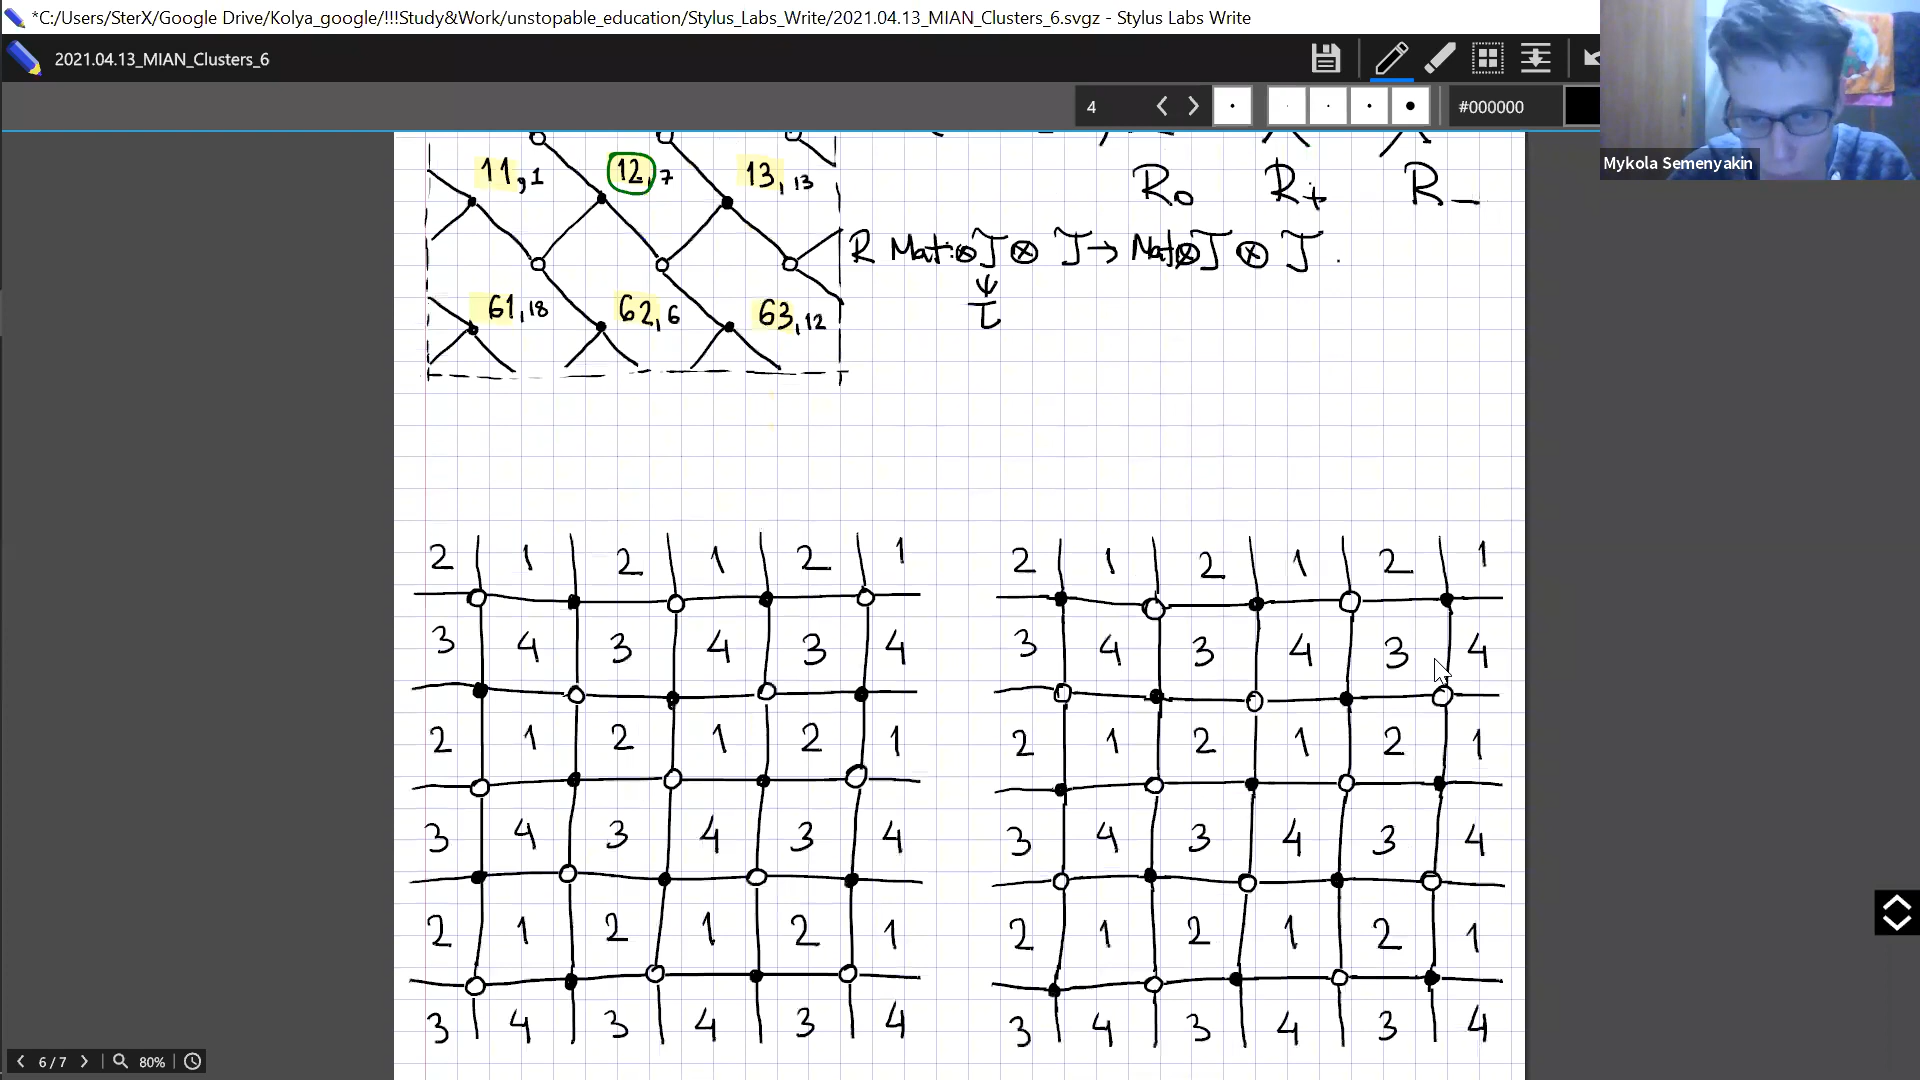 *C:/Users/SterX/Google Drive/Kolya_google/!!!Study&Work/unstopable_education/Stylus_Labs_Write/2021.04.13_MIAN_Clusters_6.svgz - Stylus Labs Write
2021.04.13_MIAN_Clusters_6
4
#000000
Mykola Semenyakin
11,1 12,7 13,13
R₀ R₊ R₋
R Mat⊗T ⊗ T → Mat⊗T ⊗ T.
61,18 62,6 63,12
τ
2 1 2 1 2 1
3 4 3 4 3 4
2 1 2 1 2 1
3 4 3 4 3 4
2 1 2 1 2 1
3 4 3 4 3 4
2 1 2 1 2 1
3 4 3 4 3 4
2 1 2 1 2 1
3 4 3 4 3 4
2 1 2 1 2 1
3 4 3 4 3 4
6 / 7
80%